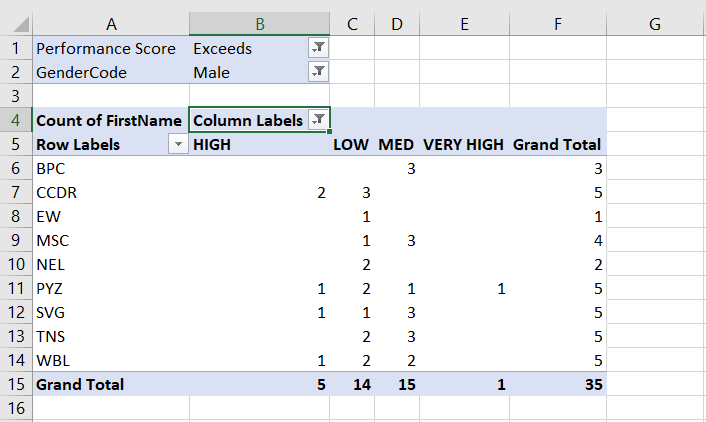 A B C D E F G
1 Performance Score Exceeds
2 GenderCode Male
3
4 Count of FirstName Column Labels
5 Row Labels HIGH LOW MED VERY HIGH Grand Total
6 BPC 3 3
7 CCDR 2 3 5
8 EW 1 1
9 MSC 1 3 4
10 NEL 2 2
11 PYZ 1 2 1 1 5
12 SVG 1 1 3 5
13 TNS 2 3 5
14 WBL 1 2 2 5
15 Grand Total 5 14 15 1 35
16